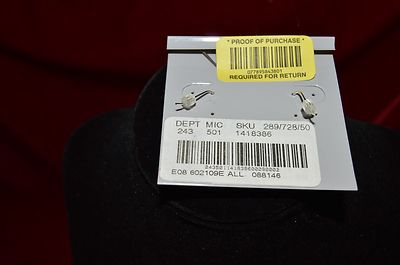 * PROOF OF PURCHASE *
077895843801
REQUIRED FOR RETURN
DEPT MIC SKU 289/728/50
243 501 1418386
E08 602109E ALL 088146